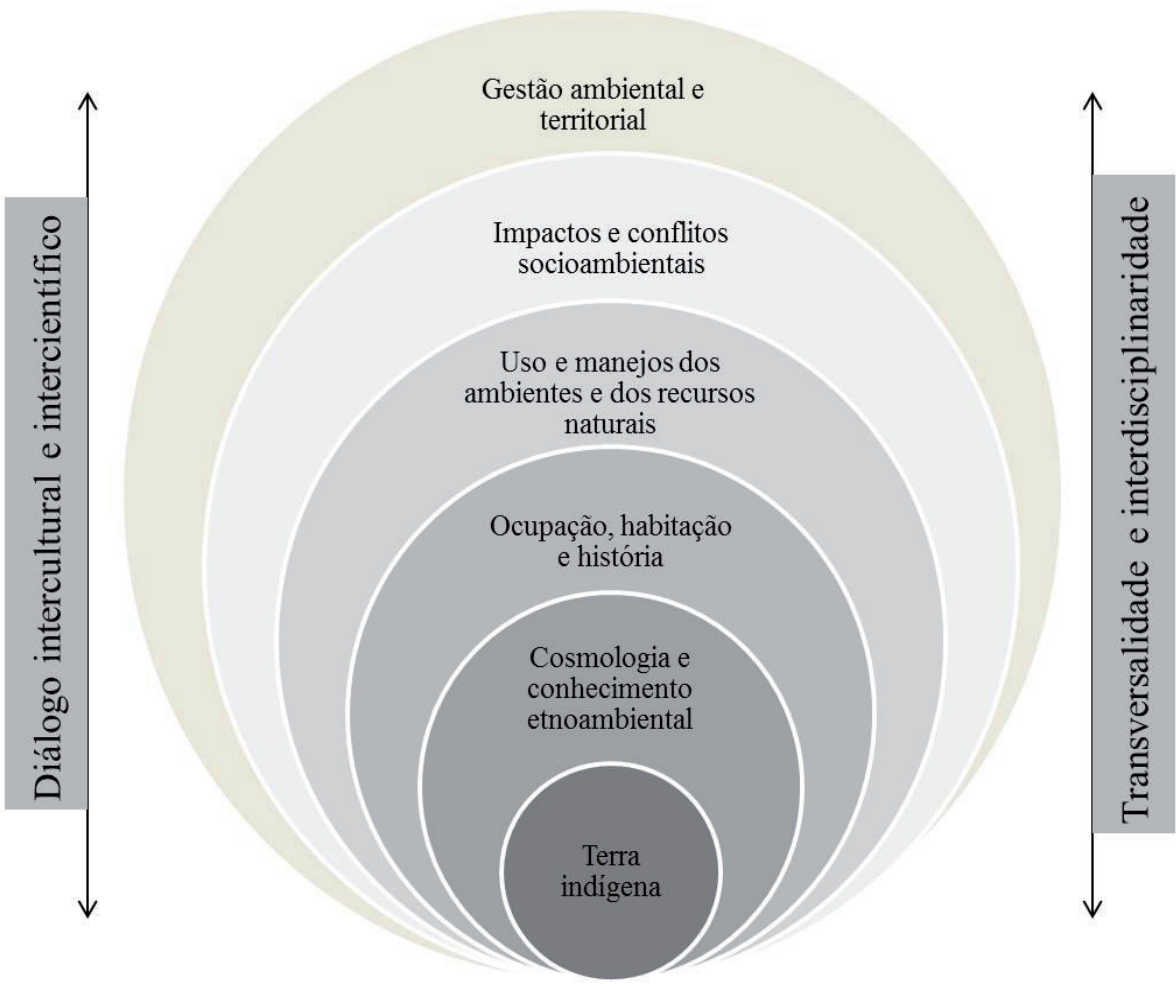 Diálogo intercultural e intercientífico
Gestão ambiental e
territorial
Impactos e conflitos
socioambientais
Uso e manejos dos
ambientes e dos recursos
naturais
Ocupação, habitação
e história
Cosmologia e
conhecimento
etnoambiental
Terra
indígena
Transversalidade e interdisciplinaridade